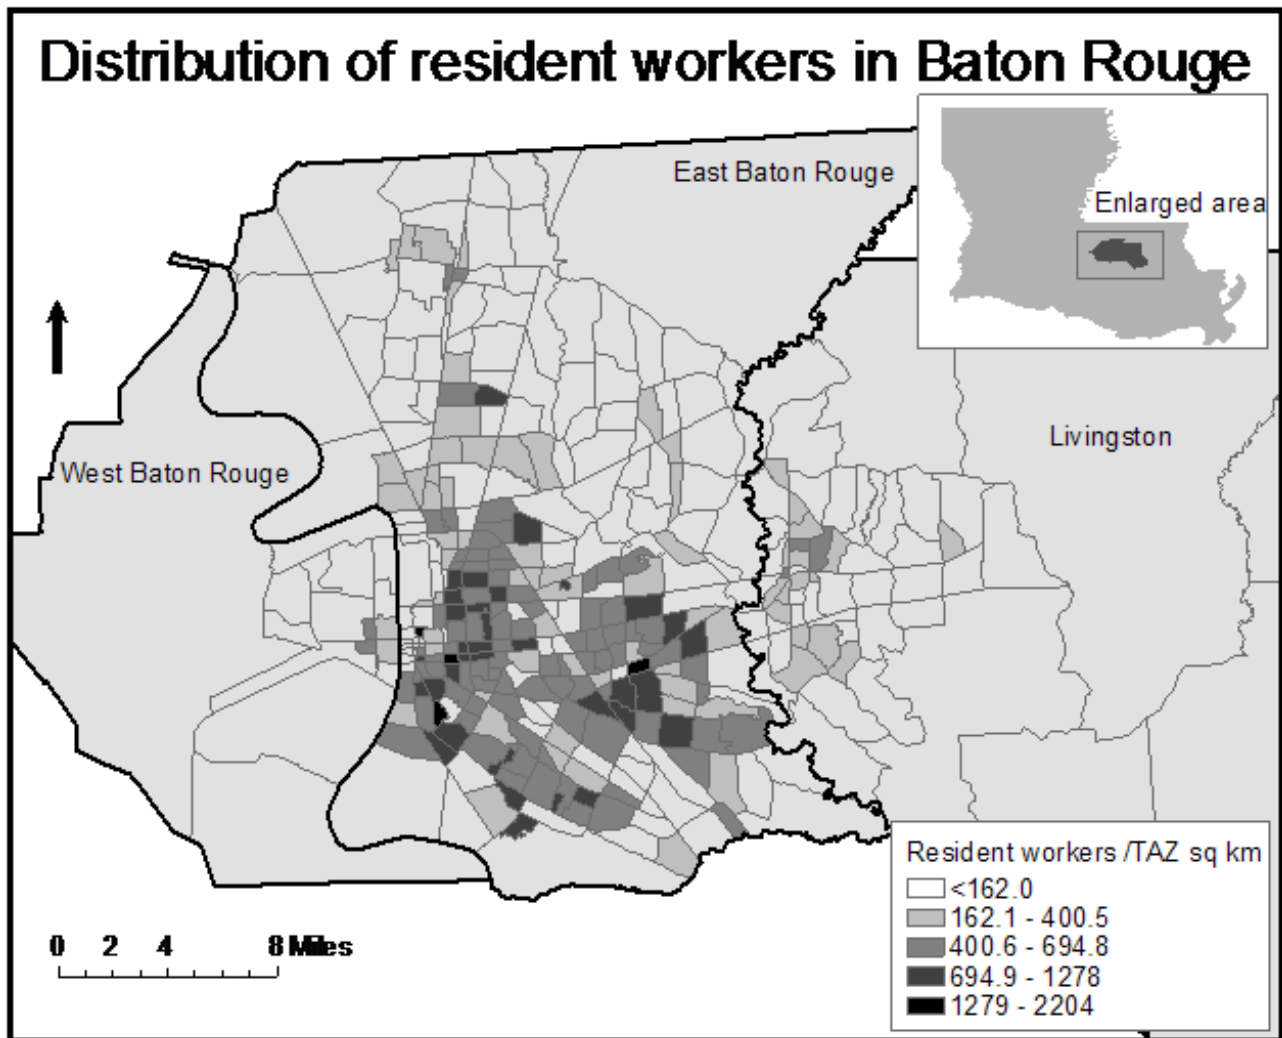 Distribution of resident workers in Baton Rouge
East Baton Rouge
Enlarged area
Livingston
West Baton Rouge
Resident workers /TAZ sq km
<162.0
162.1 - 400.5
400.6 - 694.8
694.9 - 1278
1279 - 2204
0 2 4 8 Miles